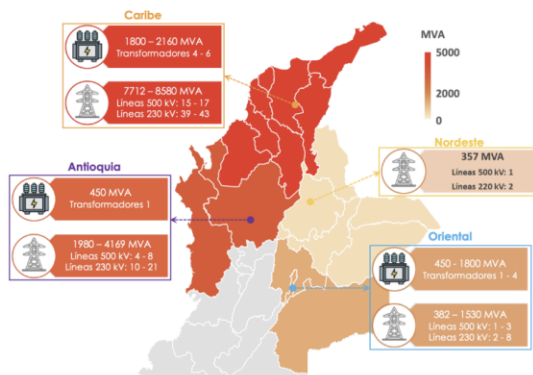 Caribe
1800 – 2160 MVA
Transformadores 4 - 6
7712 – 8580 MVA
Líneas 500 kV: 15 - 17
Líneas 230 kV: 39 - 43
MVA
5000
2000
0
Nordeste
357 MVA
Líneas 500 kV: 1
Líneas 220 kV: 2
Antioquia
450 MVA
Transformadores 1
1980 – 4169 MVA
Líneas 500 kV: 4 - 8
Líneas 230 kV: 10 - 21
Oriental
450 - 1800 MVA
Transformadores 1 - 4
382 – 1530 MVA
Líneas 500 kV: 1 - 3
Líneas 230 kV: 2 - 8